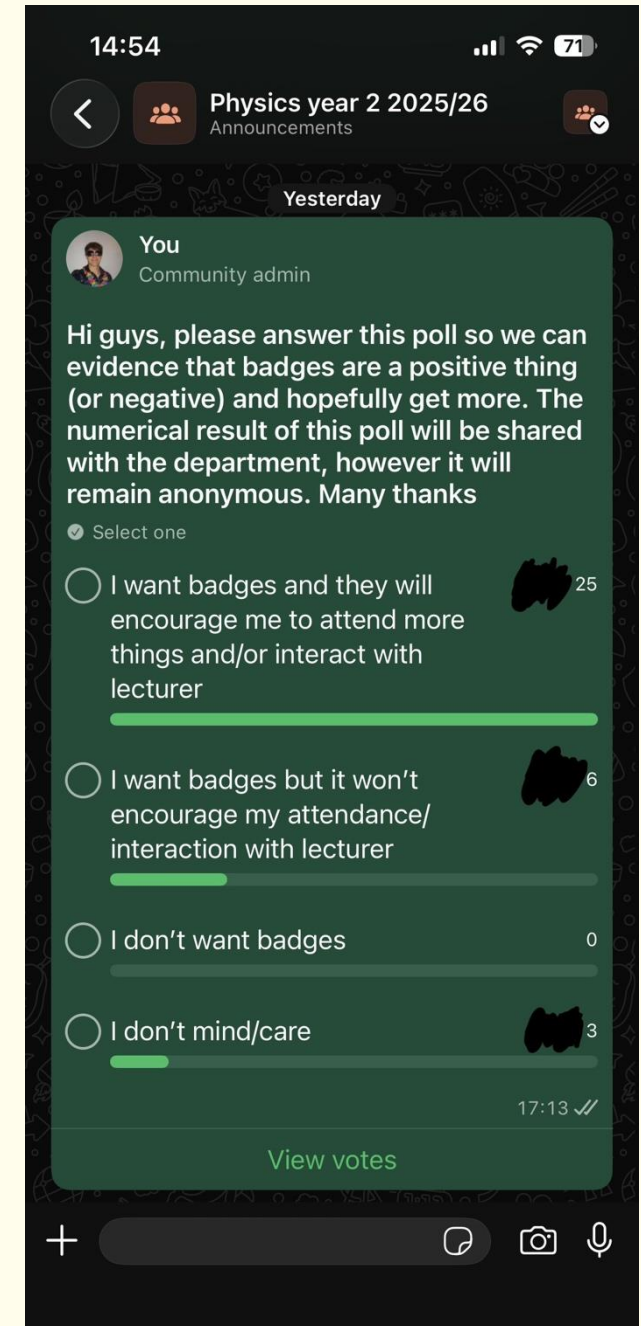 14:54
71
Physics year 2 2025/26
Announcements
Yesterday
You
Community admin
Hi guys, please answer this poll so we can
evidence that badges are a positive thing
(or negative) and hopefully get more. The
numerical result of this poll will be shared
with the department, however it will
remain anonymous. Many thanks
Select one
I want badges and they will
25
encourage me to attend more
things and/or interact with
lecturer
I want badges but it won't
6
encourage my attendance/
interaction with lecturer
I don't want badges
0
I don't mind/care
3
17:13
View votes